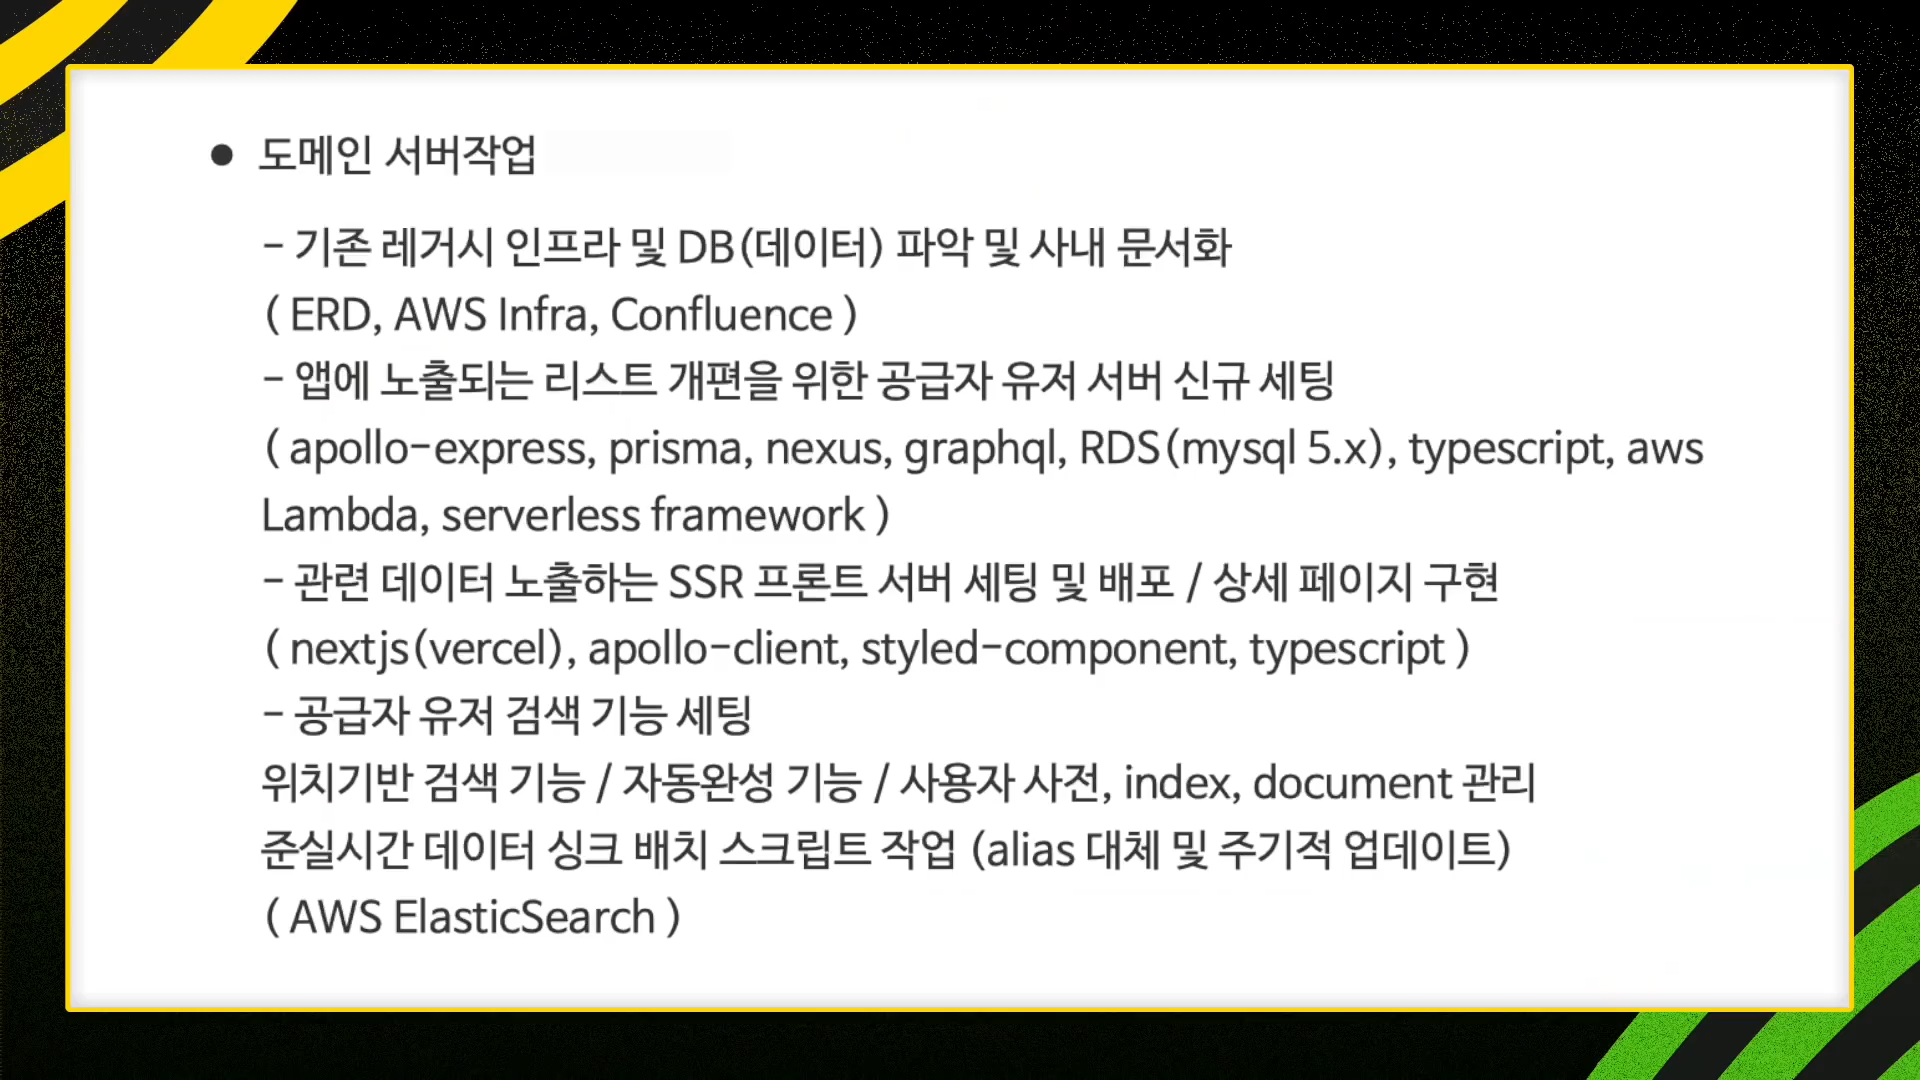 ● 도메인 서버작업
- 기존 레거시 인프라 및 DB(데이터) 파악 및 사내 문서화
( ERD, AWS Infra, Confluence )
- 앱에 노출되는 리스트 개편을 위한 공급자 유저 서버 신규 세팅
( apollo-express, prisma, nexus, graphql, RDS(mysql 5.x), typescript, aws
Lambda, serverless framework )
- 관련 데이터 노출하는 SSR 프론트 서버 세팅 및 배포 / 상세 페이지 구현
( nextjs(vercel), apollo-client, styled-component, typescript )
- 공급자 유저 검색 기능 세팅
위치기반 검색 기능 / 자동완성 기능 / 사용자 사전, index, document 관리
준실시간 데이터 싱크 배치 스크립트 작업 (alias 대체 및 주기적 업데이트)
( AWS ElasticSearch )